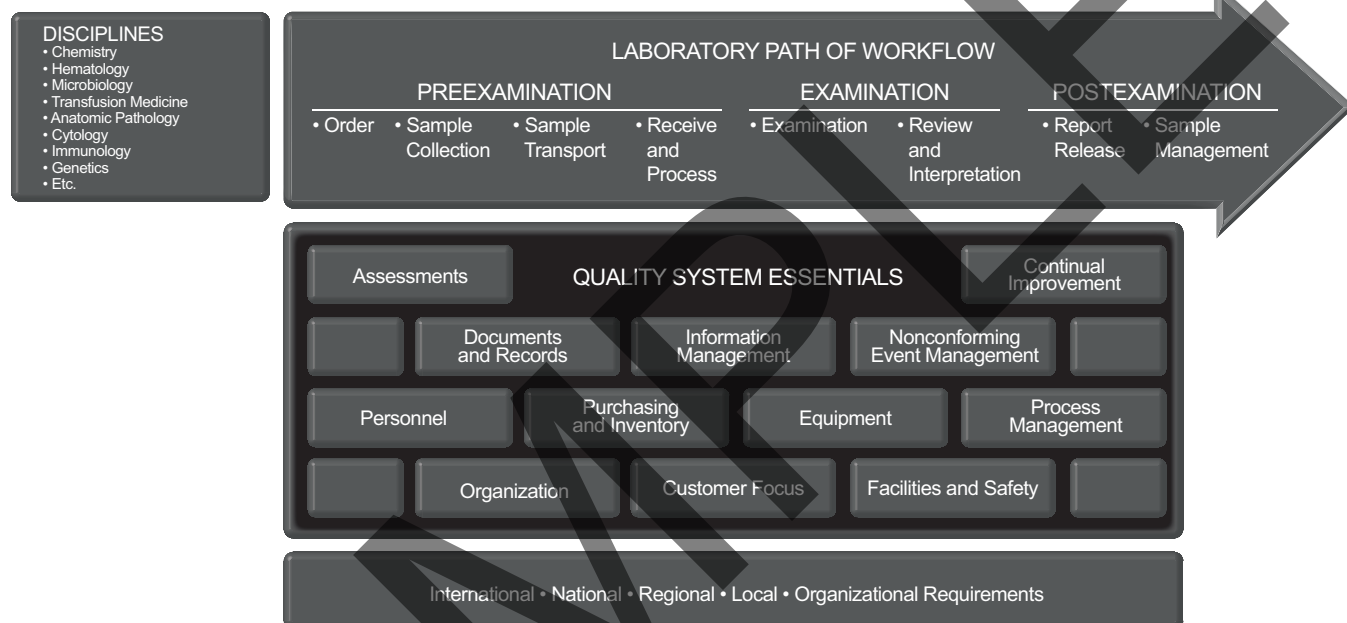 DISCIPLINES
• Chemistry
• Hematology
• Microbiology
• Transfusion Medicine
• Anatomic Pathology
• Cytology
• Immunology
• Genetics
• Etc.
LABORATORY PATH OF WORKFLOW
PREEXAMINATION
• Order
• Sample
Collection
• Sample
Transport
• Receive
and
Process
EXAMINATION
• Examination
• Review
and
Interpretation
POSTEXAMINATION
• Report
Release
• Sample
Management
QUALITY SYSTEM ESSENTIALS
Assessments
Continual
Improvement
Documents
and Records
Information
Management
Nonconforming
Event Management
Personnel
Purchasing
and Inventory
Equipment
Process
Management
Organization
Customer Focus
Facilities and Safety
International • National • Regional • Local • Organizational Requirements
MPLE